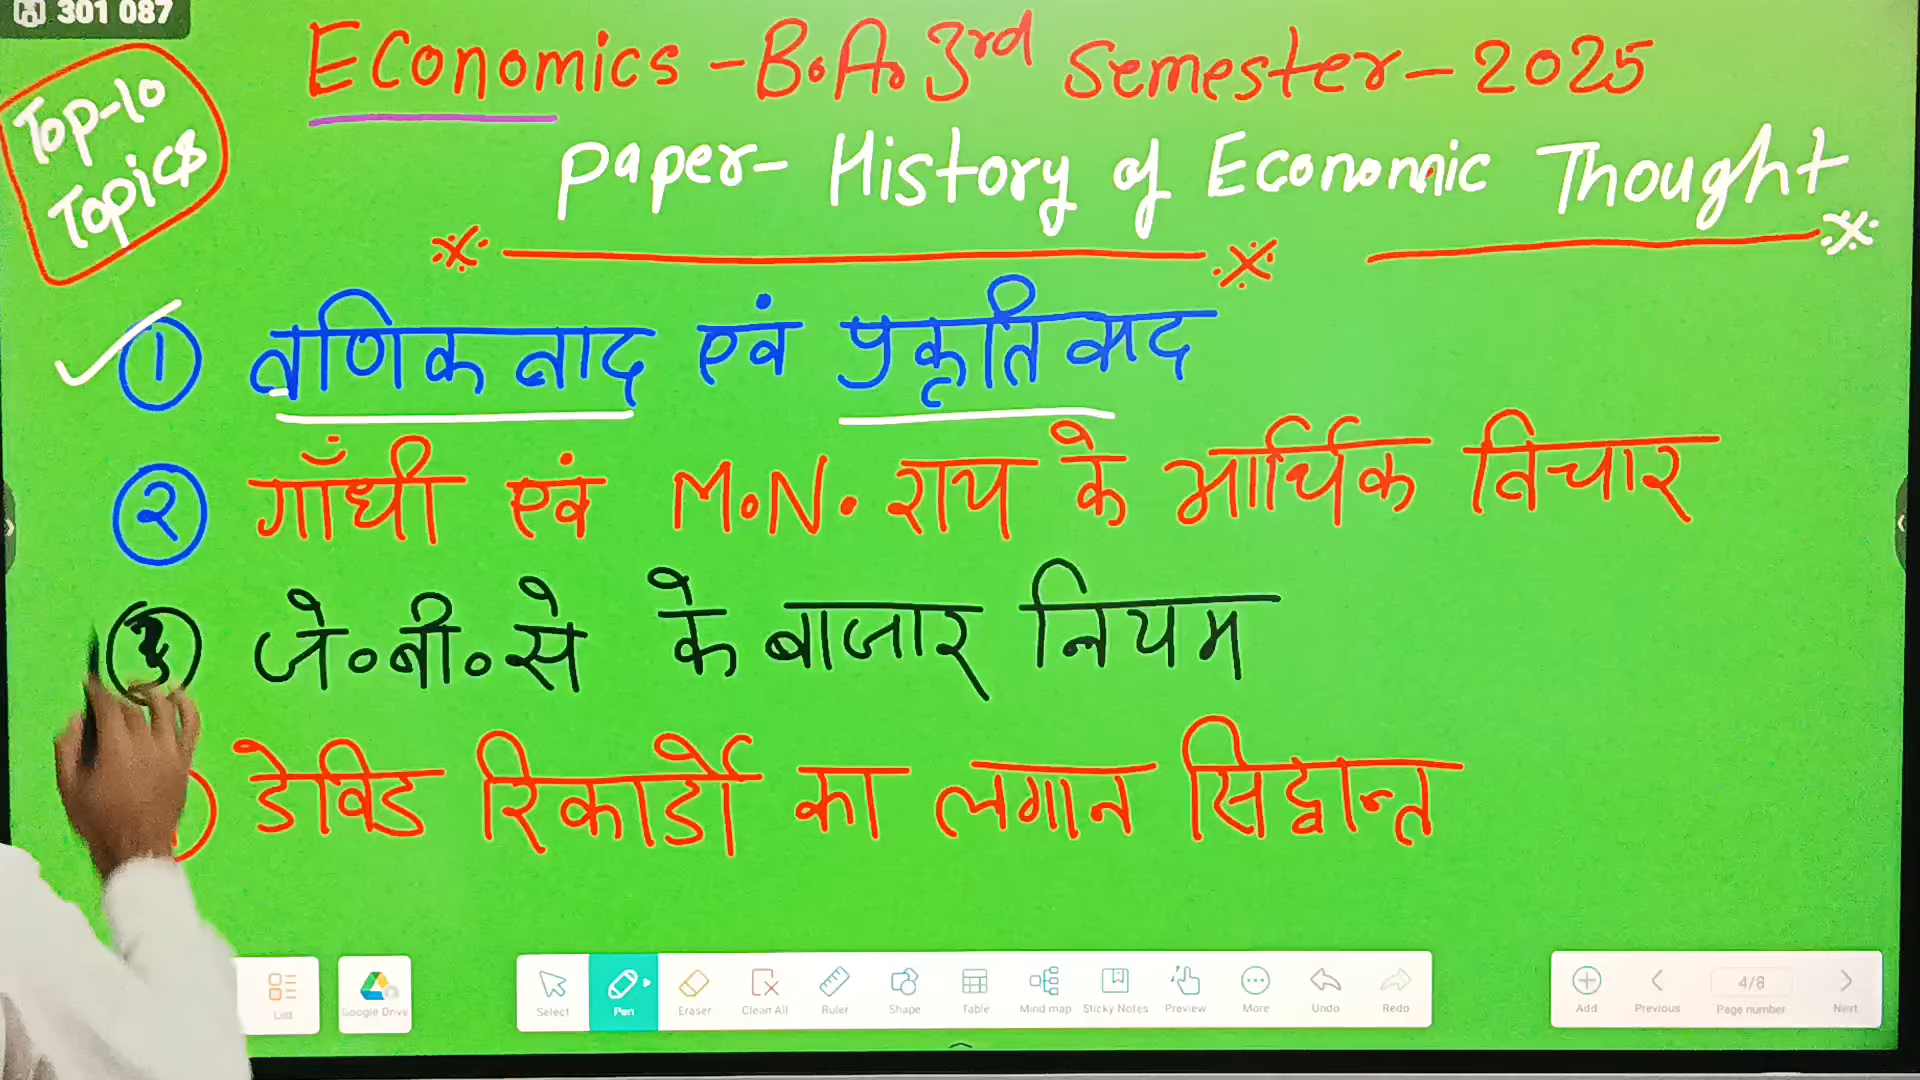 301 087
Top-10
Topics
Economics - B.A. 3rd Semester - 2025
Paper- History of Economic Thought
① वणिकवाद एवं प्रकृतिवाद
② गाँधी एवं M.N. राय के आर्थिक विचार
③ जे॰बी॰से के बाजार नियम
डेविड रिकार्डो का लगान सिद्धान्त
List
Google Drive
Select
Pen
Eraser
Clean All
Ruler
Shape
Table
Mind map
Sticky Notes
Preview
More
Undo
Redo
Add
Previous
4/8
Page number
Next